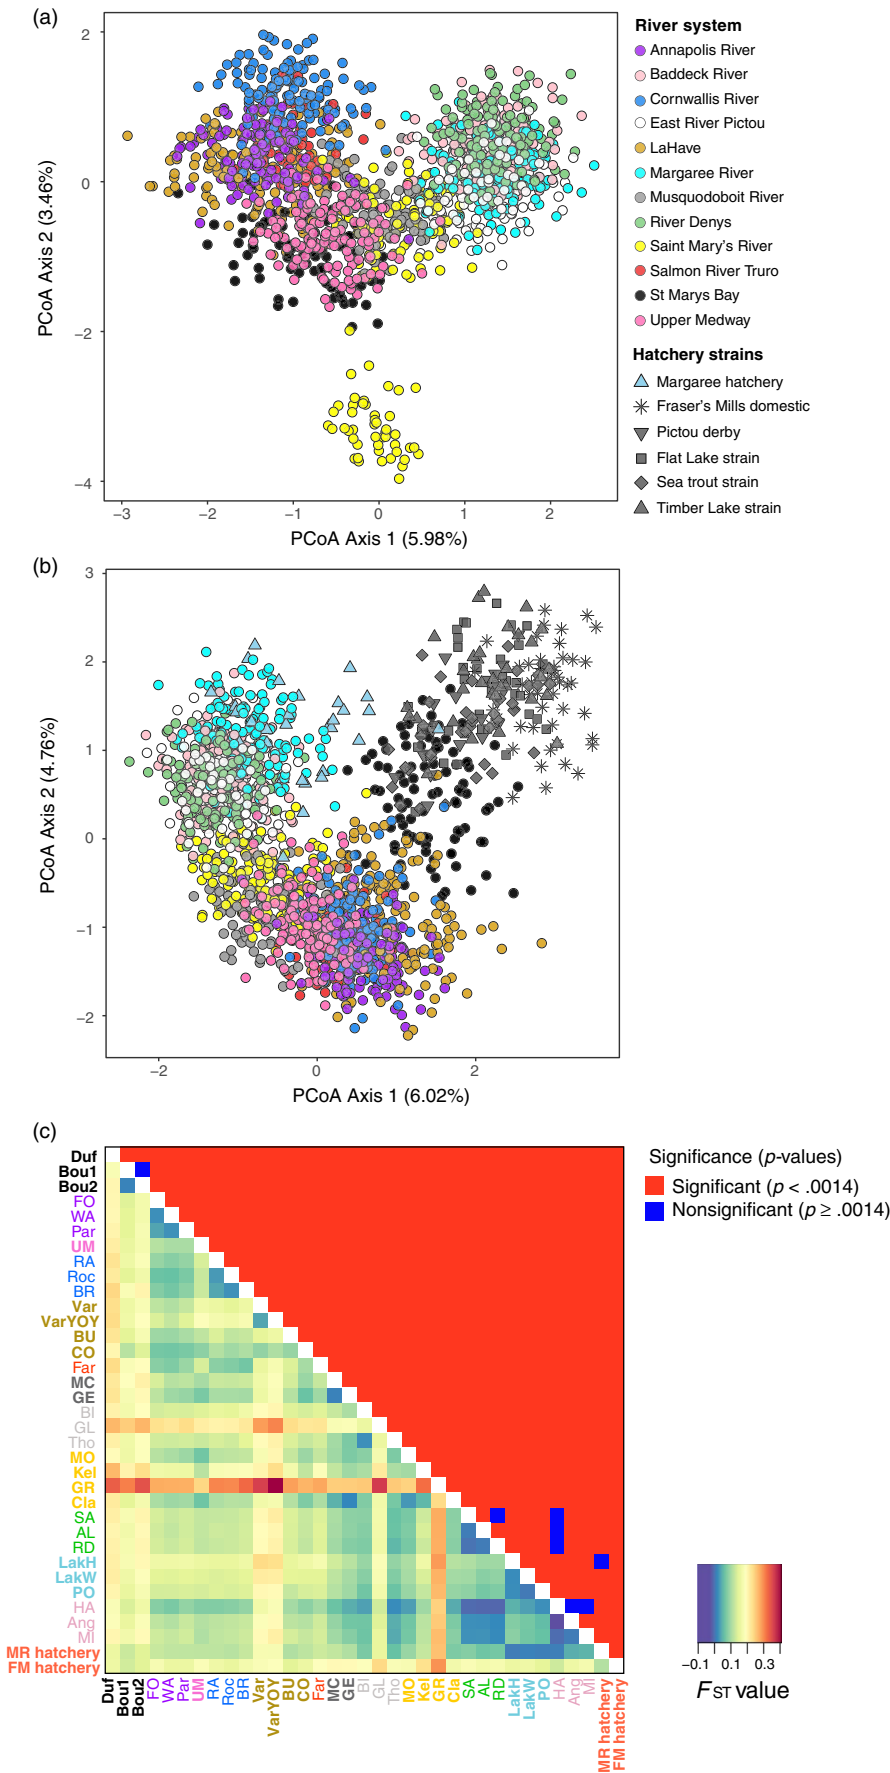 (a)
2
0
−2
−4
PCoA Axis 2 (3.46%)
−3 −2 −1 0 1 2
PCoA Axis 1 (5.98%)
River system
Annapolis River
Baddeck River
Cornwallis River
East River Pictou
LaHave
Margaree River
Musquodoboit River
River Denys
Saint Mary's River
Salmon River Truro
St Marys Bay
Upper Medway
Hatchery strains
Margaree hatchery
Fraser's Mills domestic
Pictou derby
Flat Lake strain
Sea trout strain
Timber Lake strain
(b)
3
2
1
0
−1
−2
PCoA Axis 2 (4.76%)
−2 0 2
PCoA Axis 1 (6.02%)
(c)
Duf
Bou1
Bou2
FO
WA
Par
UM
RA
Roc
BR
Var
VarYOY
BU
CO
Far
MC
GE
BI
GL
Tho
MO
Kel
GR
Cla
SA
AL
RD
LakH
LakW
PO
HA
Ang
MI
MR hatchery
FM hatchery
Duf Bou1 Bou2 FO WA Par UM RA Roc BR Var VarYOY BU CO Far MC GE BI GL Tho MO Kel GR Cla SA AL RD LakH LakW PO HA Ang MI MR hatchery FM hatchery
Significance (p-values)
Significant (p < .0014)
Nonsignificant (p ≥ .0014)
−0.1 0.1 0.3
FST value